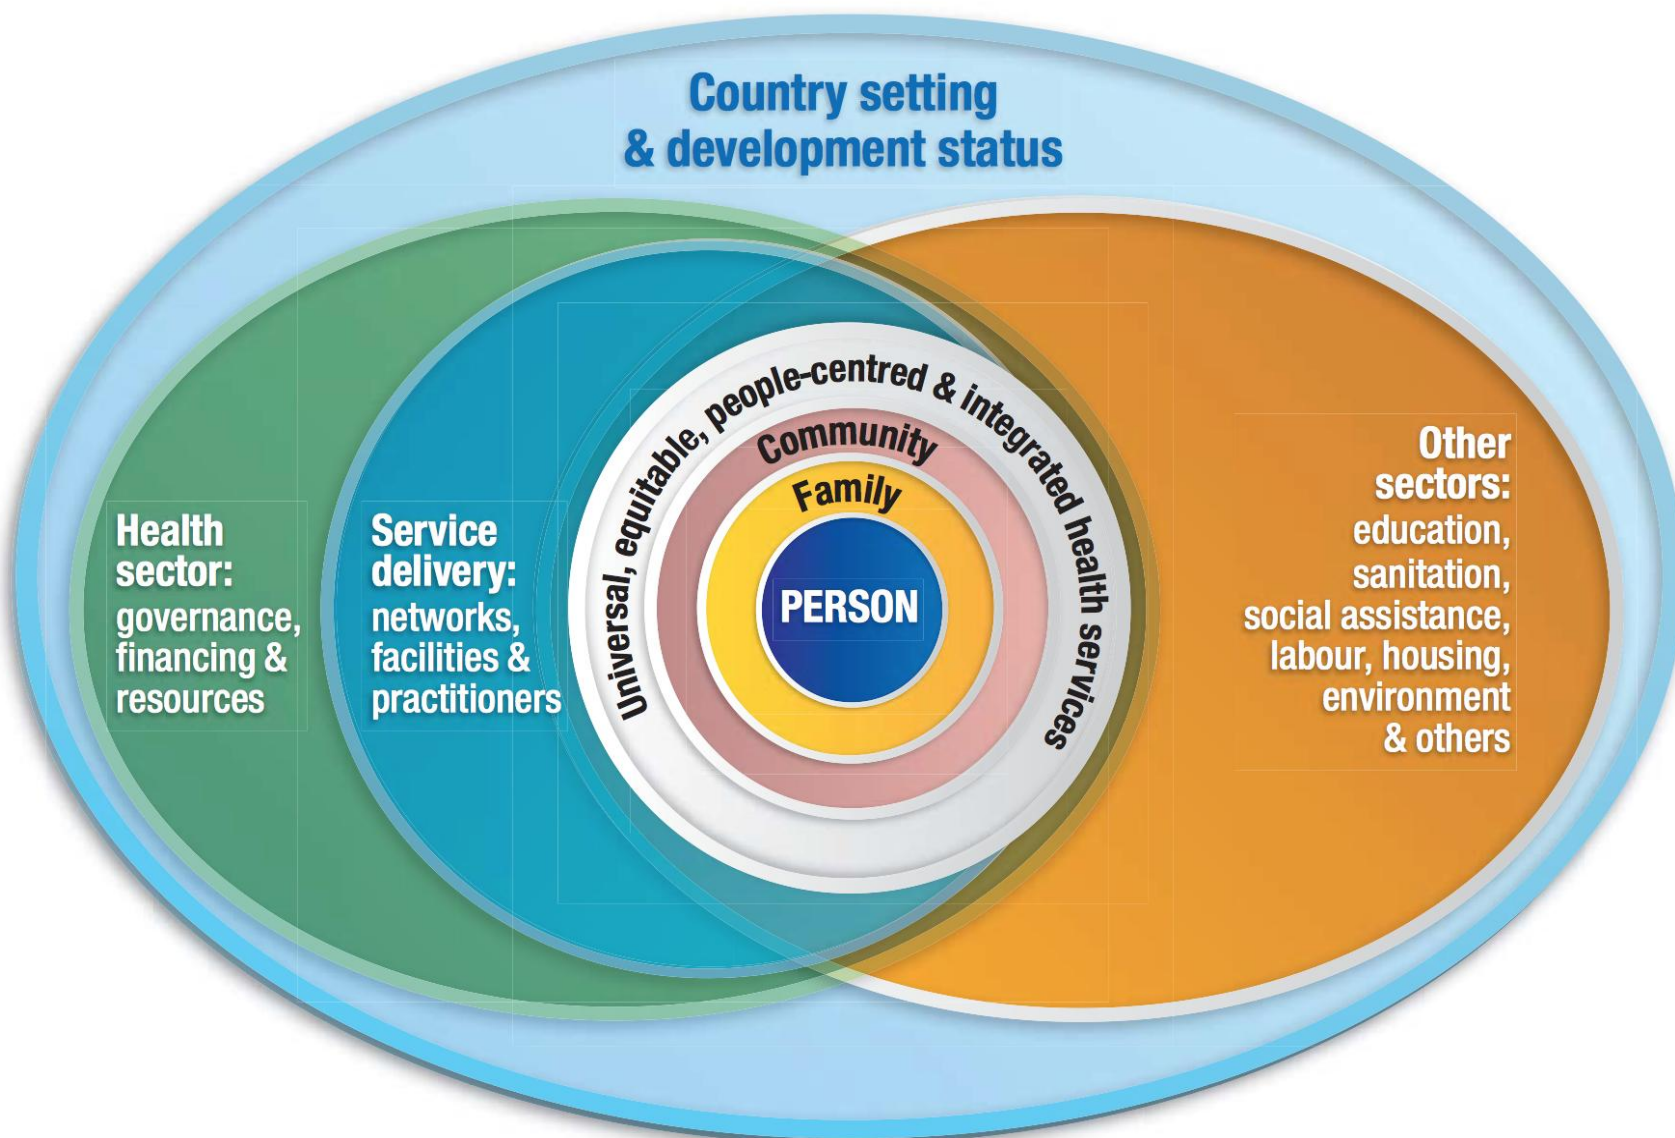 Country setting
& development status
Health
sector:
governance,
financing &
resources
Service
delivery:
networks,
facilities &
practitioners
Universal, equitable, people-centred & integrated health services
Community
Family
PERSON
Other
sectors:
education,
sanitation,
social assistance,
labour, housing,
environment
& others